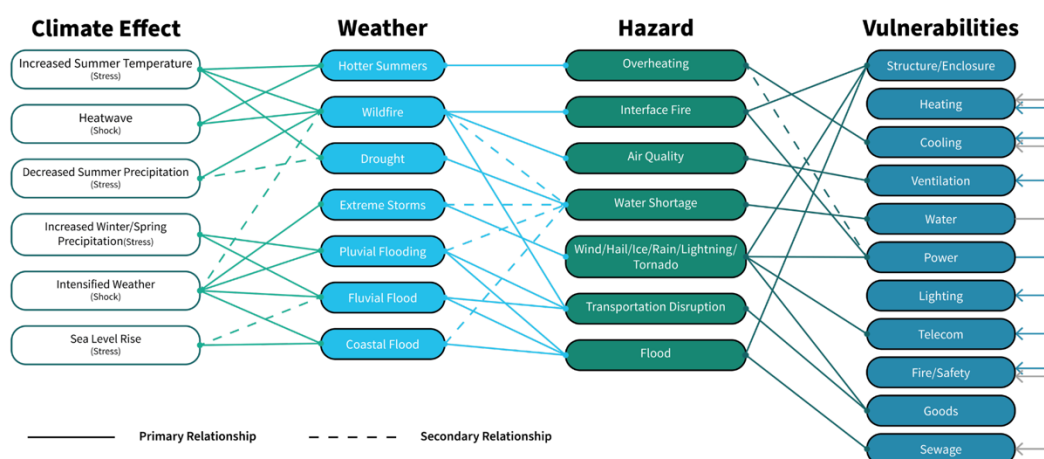 Climate Effect
Weather
Hazard
Vulnerabilities
Increased Summer Temperature
(Stress)
Heatwave
(Shock)
Decreased Summer Precipitation
(Stress)
Increased Winter/Spring
Precipitation(Stress)
Intensified Weather
(Shock)
Sea Level Rise
(Stress)
Hotter Summers
Wildfire
Drought
Extreme Storms
Pluvial Flooding
Fluvial Flood
Coastal Flood
Overheating
Interface Fire
Air Quality
Water Shortage
Wind/Hail/Ice/Rain/Lightning/
Tornado
Transportation Disruption
Flood
Structure/Enclosure
Heating
Cooling
Ventilation
Water
Power
Lighting
Telecom
Fire/Safety
Goods
Sewage
Primary Relationship
Secondary Relationship